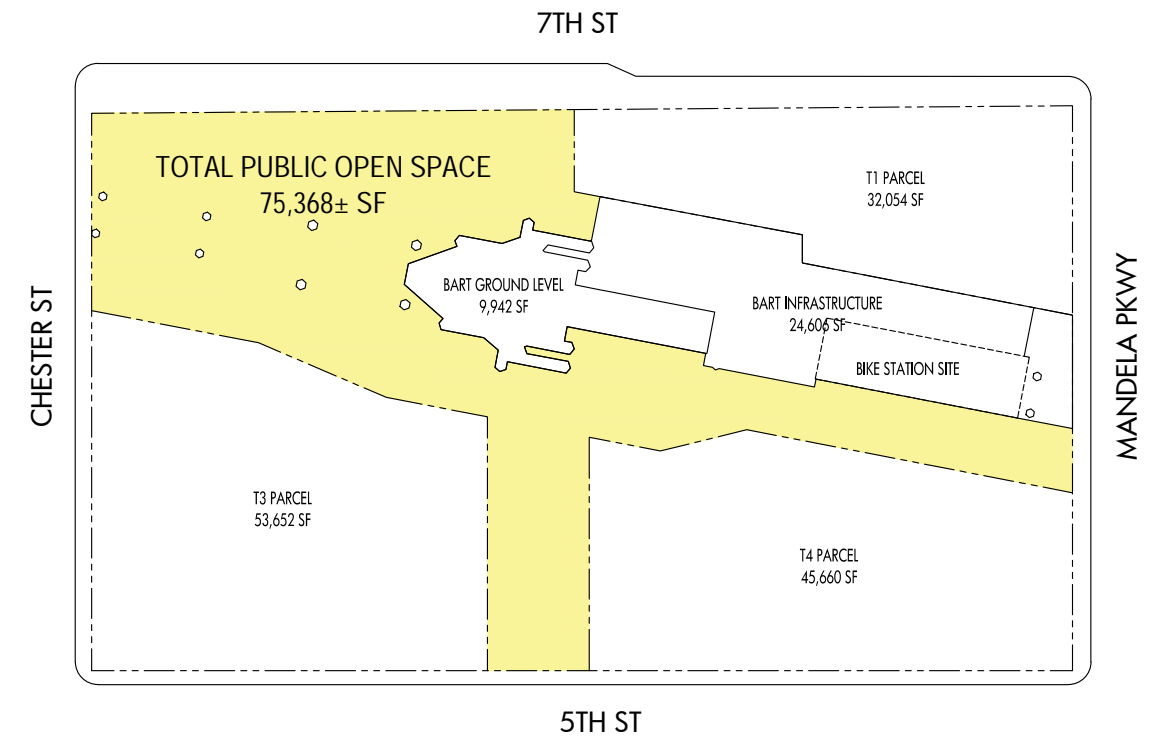 7TH ST
TOTAL PUBLIC OPEN SPACE
75,368± SF
T1 PARCEL
32,054 SF
BART GROUND LEVEL
9,942 SF
BART INFRASTRUCTURE
24,606 SF
BIKE STATION SITE
CHESTER ST
MANDELA PKWY
T3 PARCEL
53,652 SF
T4 PARCEL
45,660 SF
5TH ST